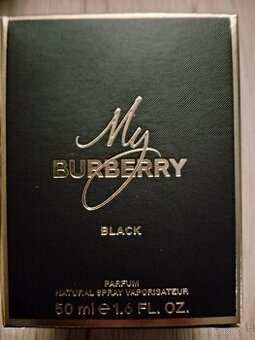 My
BURBERRY
BLACK
PARFUM
NATURAL SPRAY VAPORISATEUR
50 ml e 1.6 FL. OZ.